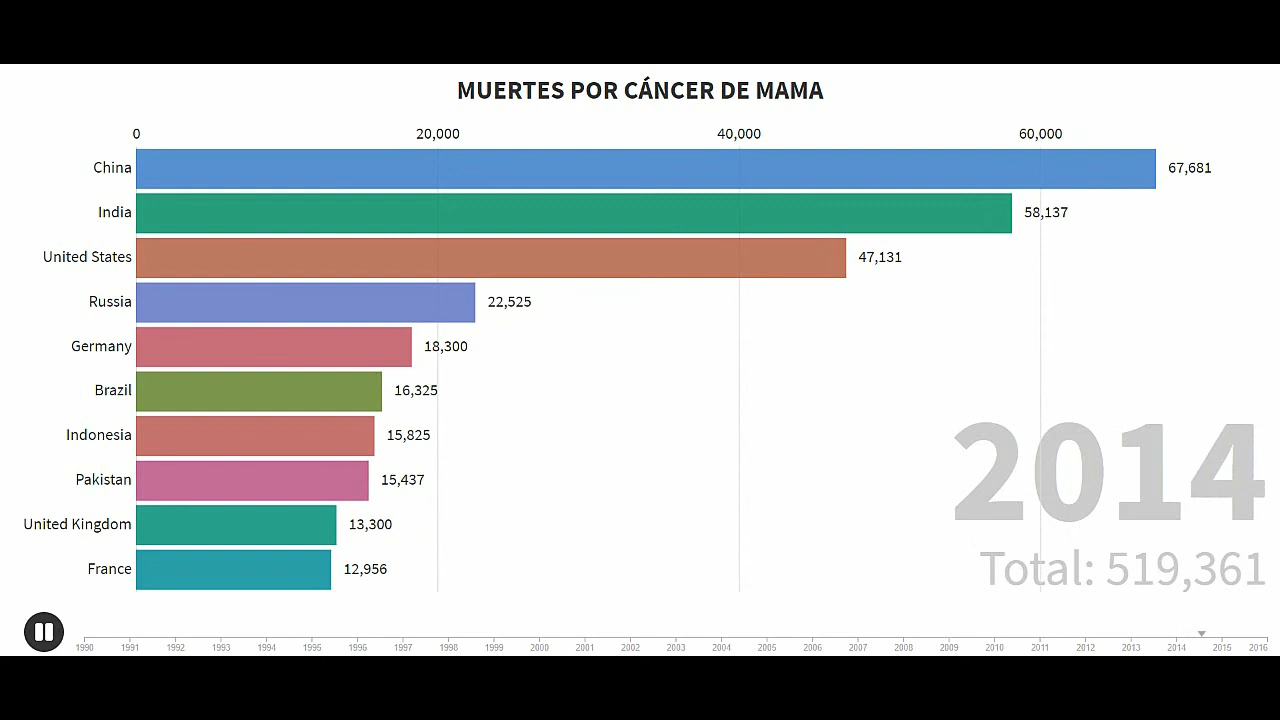 MUERTES POR CÁNCER DE MAMA
0 20,000 40,000 60,000
China 67,681
India 58,137
United States 47,131
Russia 22,525
Germany 18,300
Brazil 16,325
Indonesia 15,825
Pakistan 15,437
United Kingdom 13,300
France 12,956
2014
Total: 519,361
1990 1991 1992 1993 1994 1995 1996 1997 1998 1999 2000 2001 2002 2003 2004 2005 2006 2007 2008 2009 2010 2011 2012 2013 2014 2015 2016